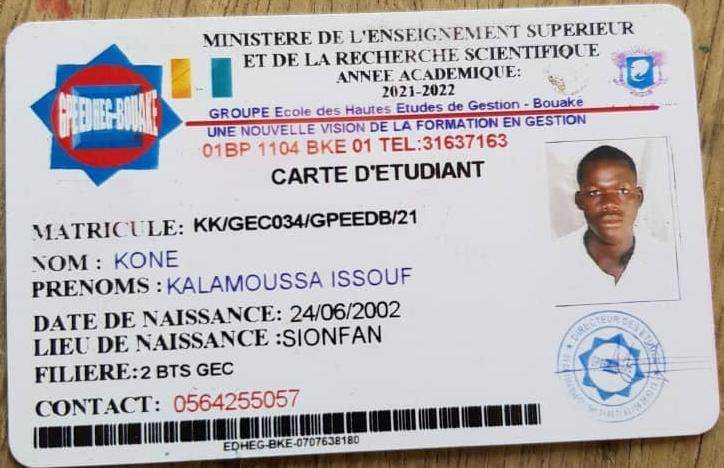 MINISTERE DE L'ENSEIGNEMENT SUPERIEUR
ET DE LA RECHERCHE SCIENTIFIQUE
ANNEE ACADEMIQUE:
2021-2022
GPEEDHEG-BOUAKE
GROUPE Ecole des Hautes Etudes de Gestion - Bouaké
UNE NOUVELLE VISION DE LA FORMATION EN GESTION
01BP 1104 BKE 01 TEL:31637163
CARTE D'ETUDIANT
MATRICULE: KK/GEC034/GPEEDB/21
NOM : KONE
PRENOMS : KALAMOUSSA ISSOUF
DATE DE NAISSANCE: 24/06/2002
LIEU DE NAISSANCE :SIONFAN
FILIERE:2 BTS GEC
CONTACT: 0564255057
EDHEG-BKE-0707638180
DIRECTEUR DES